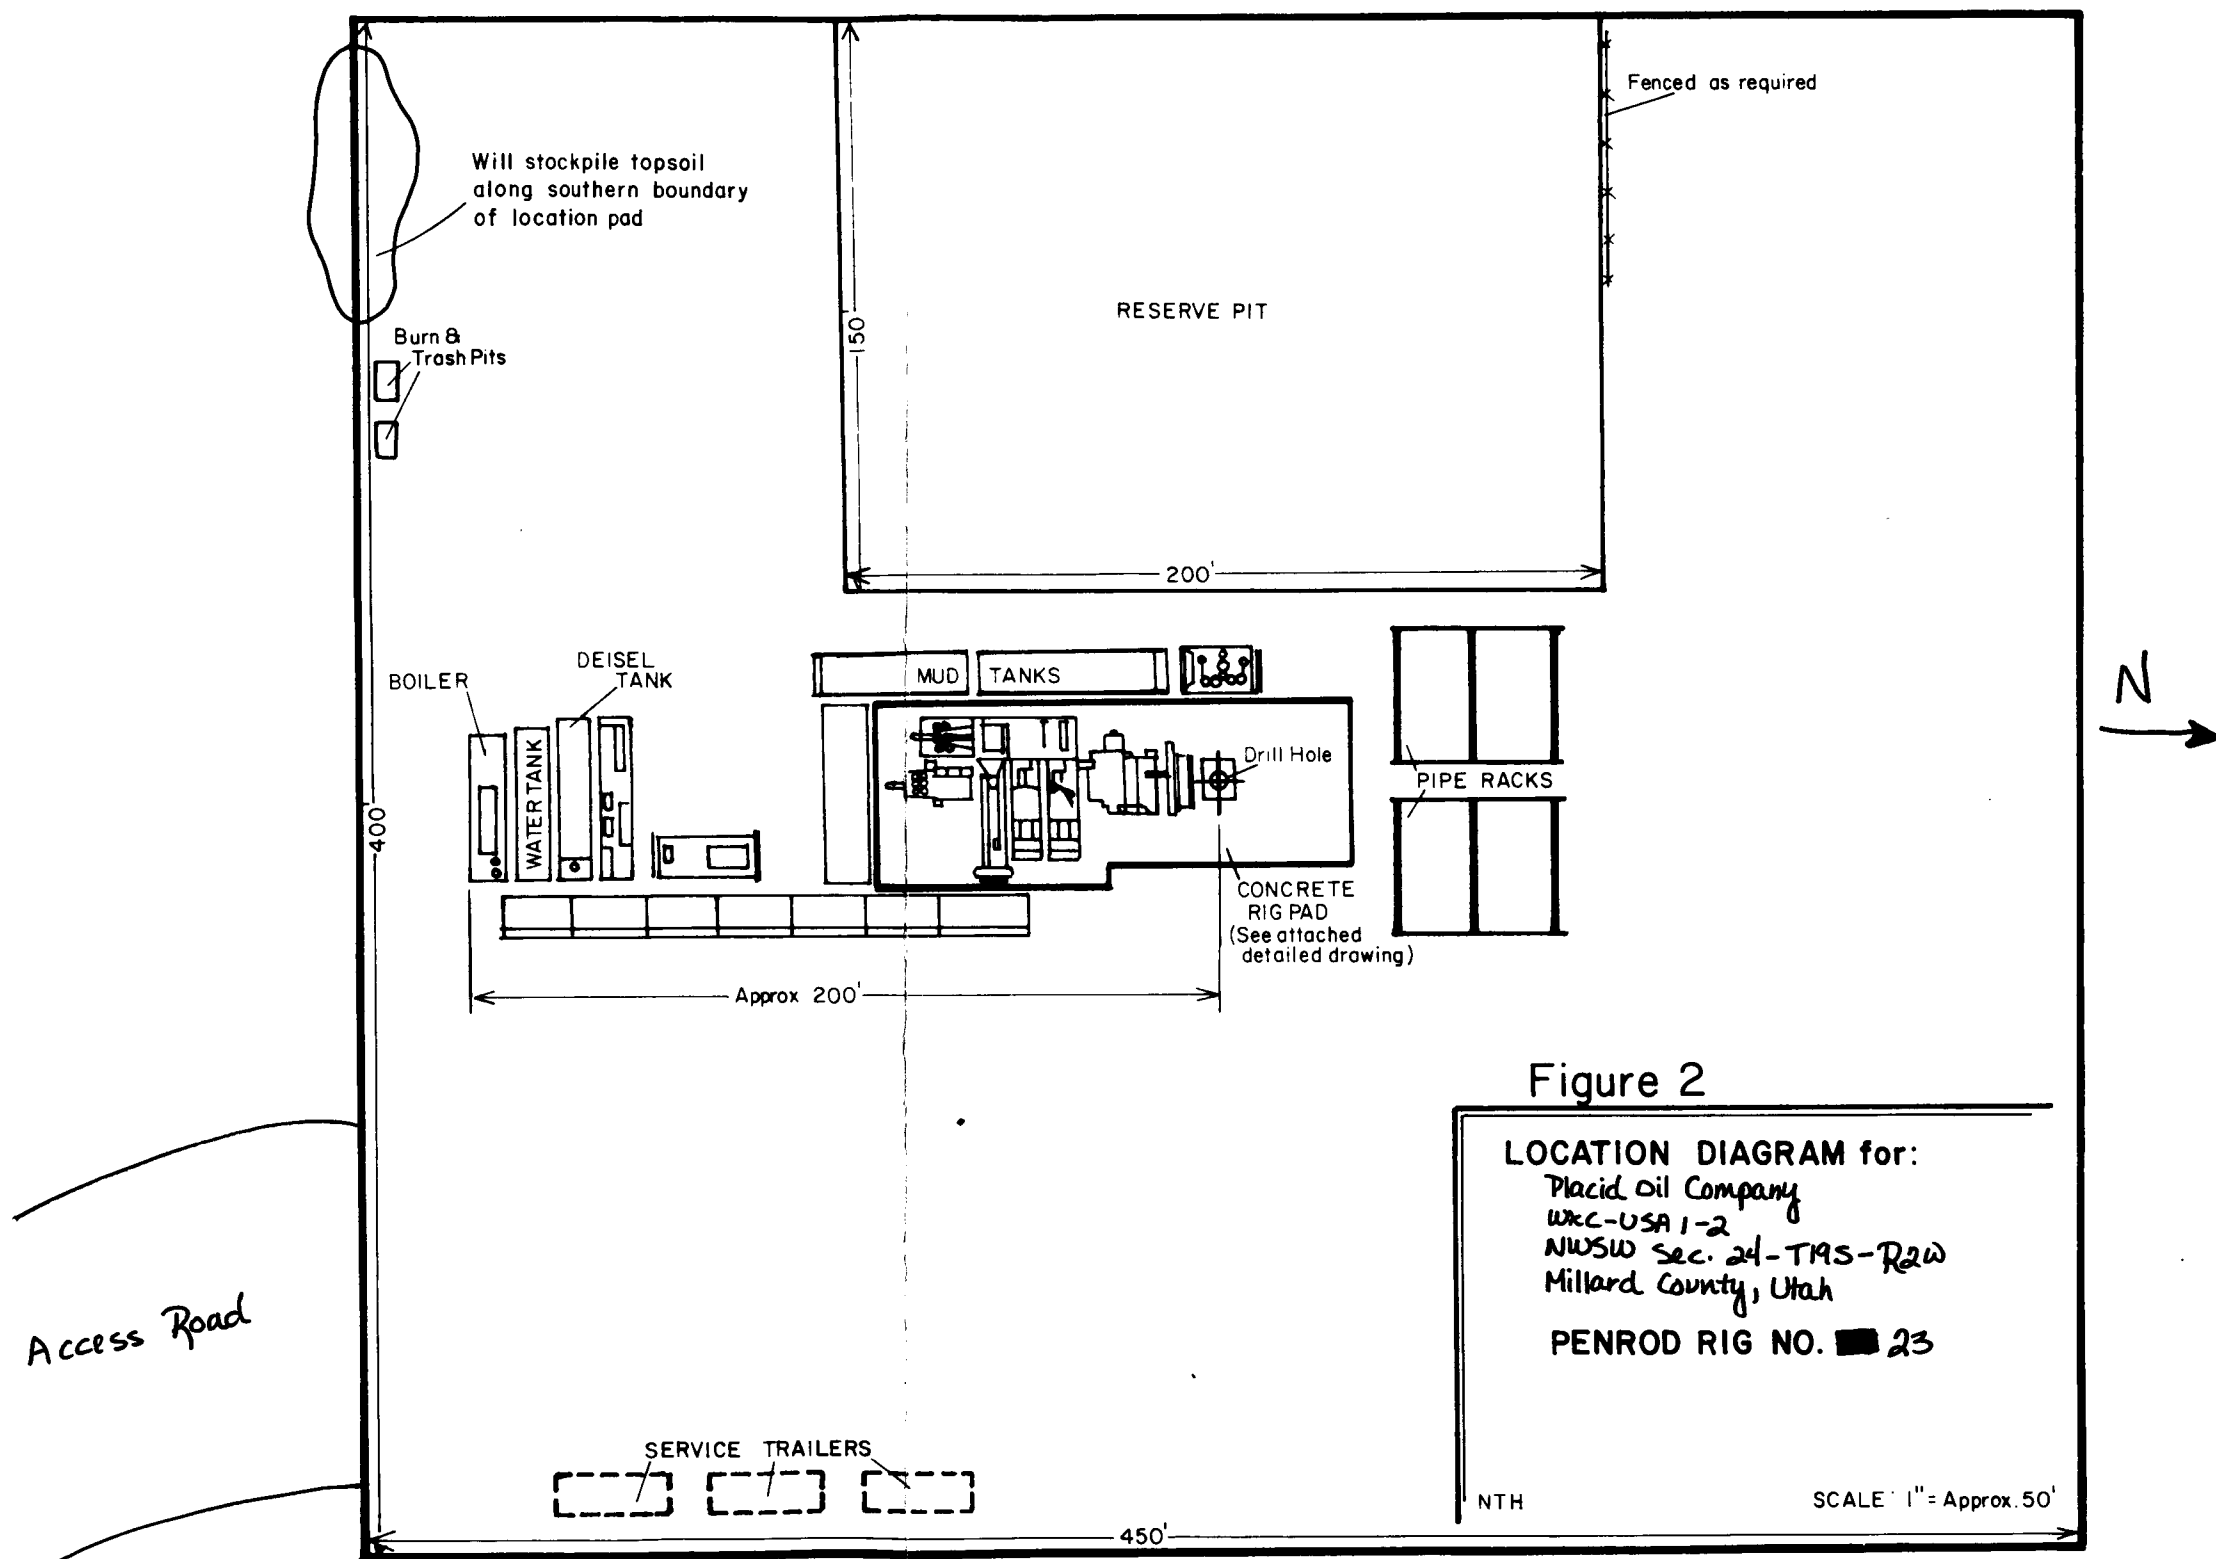 Fenced as required
Will stockpile topsoil
along southern boundary
of location pad
RESERVE PIT
150'
Burn &
Trash Pits
200'
DEISEL
TANK
BOILER
MUD TANKS
WATER TANK
Drill Hole
PIPE RACKS
400'
N
CONCRETE
RIG PAD
(See attached
detailed drawing)
Approx 200'
Figure 2
LOCATION DIAGRAM for:
Placid Oil Company
WXC-USA 1-2
NWSW Sec. 24-T19S-R2W
Millard County, Utah
PENROD RIG NO. 23
Access Road
SERVICE TRAILERS
NTH
SCALE 1"= Approx. 50'
450'